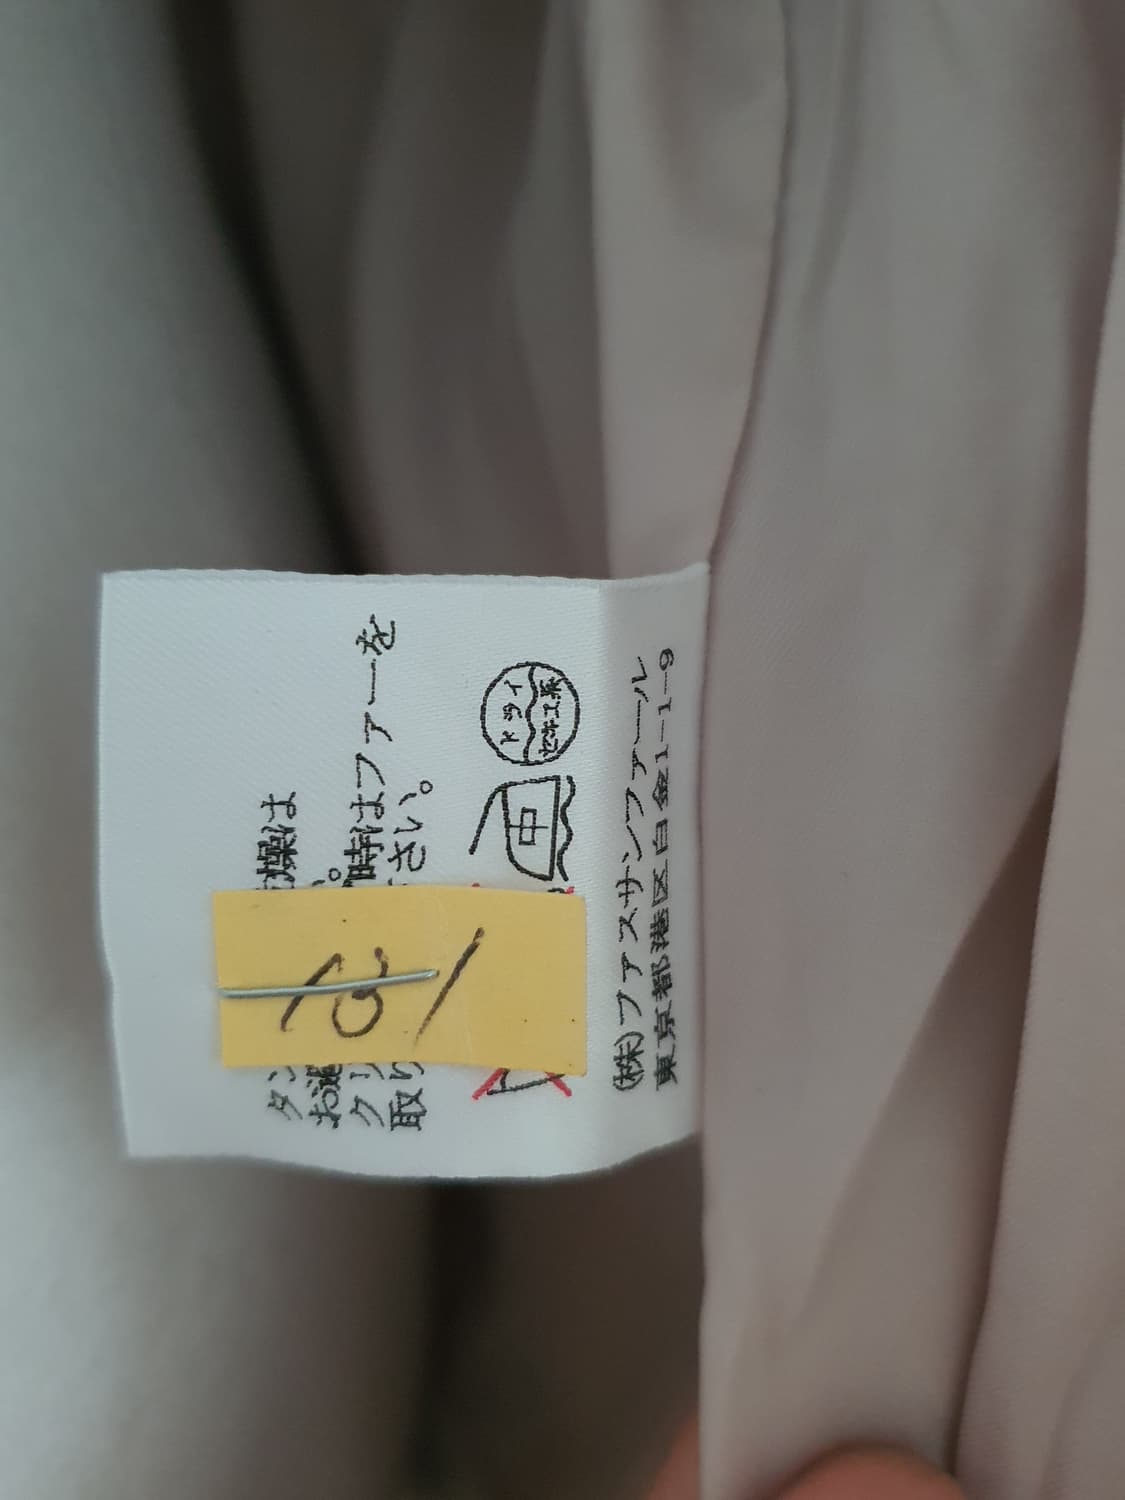 タン 燥は
お避 。
クリ 時はファーを
取り さい。
中
ドライ
セキユ系
(株)ファスサンファール
東京都港区白金1-1-9